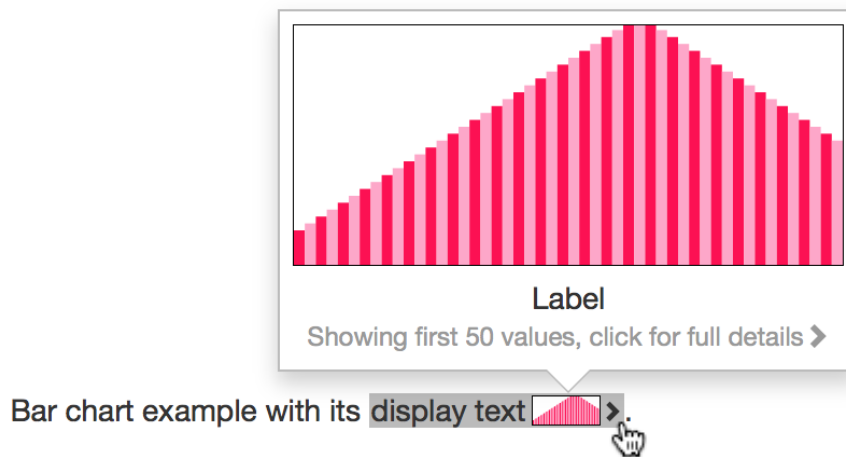 Label
Showing first 50 values, click for full details
Bar chart example with its display text .